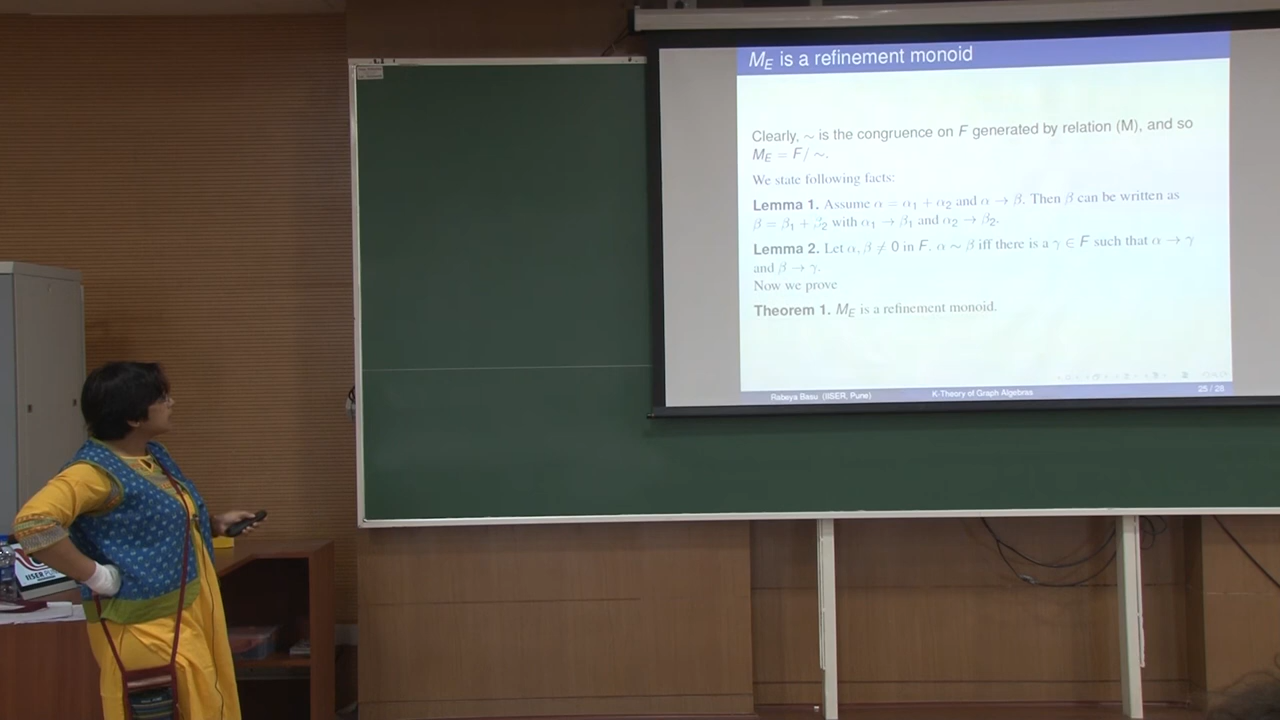 M_E is a refinement monoid
Clearly, ∼ is the congruence on F generated by relation (M), and so
M_E = F/ ∼.
We state following facts:
Lemma 1. Assume α = α₁ + α₂ and α → β. Then β can be written as
β = β₁ + β₂ with α₁ → β₁ and α₂ → β₂.
Lemma 2. Let α, β ≠ 0 in F. α ∼ β iff there is a γ ∈ F such that α → γ
and β → γ.
Now we prove
Theorem 1. M_E is a refinement monoid.
Rabeya Basu (IISER, Pune) K-Theory of Graph Algebras 25 / 28
IISER